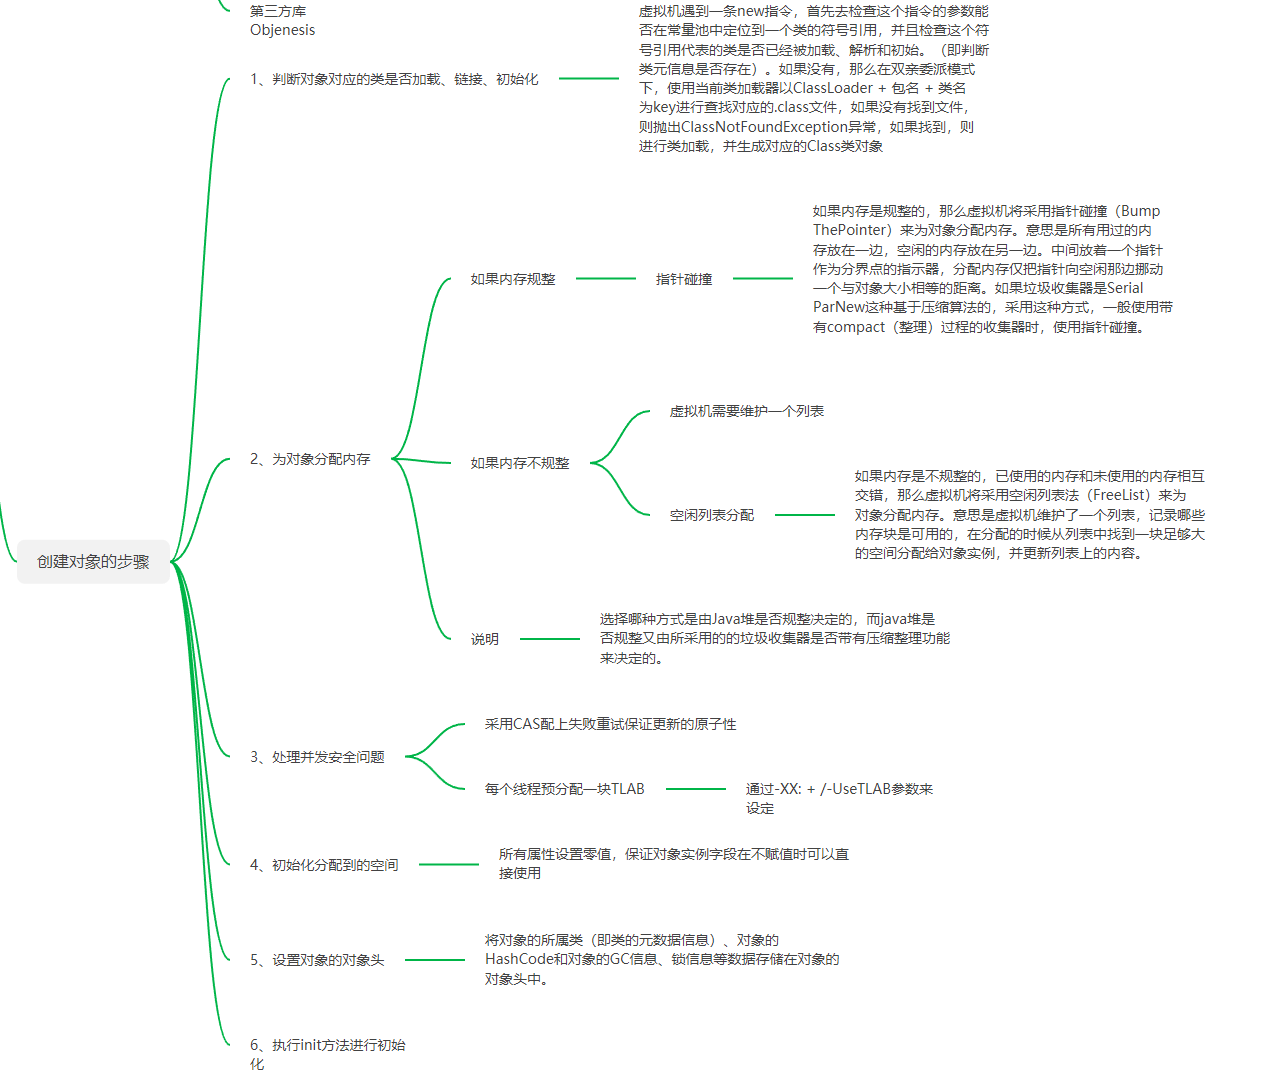 第三方库
Objenesis
创建对象的步骤
1、判断对象对应的类是否加载、链接、初始化
虚拟机遇到一条new指令，首先去检查这个指令的参数能
否在常量池中定位到一个类的符号引用，并且检查这个符
号引用代表的类是否已经被加载、解析和初始。（即判断
类元信息是否存在）。如果没有，那么在双亲委派模式
下，使用当前类加载器以ClassLoader + 包名 + 类名
为key进行查找对应的.class文件，如果没有找到文件，
则抛出ClassNotFoundException异常，如果找到，则
进行类加载，并生成对应的Class类对象
2、为对象分配内存
如果内存规整
指针碰撞
如果内存是规整的，那么虚拟机将采用指针碰撞（Bump
ThePointer）来为对象分配内存。意思是所有用过的内
存放在一边，空闲的内存放在另一边。中间放着一个指针
作为分界点的指示器，分配内存仅把指针向空闲那边挪动
一个与对象大小相等的距离。如果垃圾收集器是Serial
ParNew这种基于压缩算法的，采用这种方式，一般使用带
有compact（整理）过程的收集器时，使用指针碰撞。
如果内存不规整
虚拟机需要维护一个列表
空闲列表分配
如果内存是不规整的，已使用的内存和未使用的内存相互
交错，那么虚拟机将采用空闲列表法（FreeList）来为
对象分配内存。意思是虚拟机维护了一个列表，记录哪些
内存块是可用的，在分配的时候从列表中找到一块足够大
的空间分配给对象实例，并更新列表上的内容。
说明
选择哪种方式是由Java堆是否规整决定的，而java堆是
否规整又由所采用的的垃圾收集器是否带有压缩整理功能
来决定的。
3、处理并发安全问题
采用CAS配上失败重试保证更新的原子性
每个线程预分配一块TLAB
通过-XX: + /-UseTLAB参数来
设定
4、初始化分配到的空间
所有属性设置零值，保证对象实例字段在不赋值时可以直
接使用
5、设置对象的对象头
将对象的所属类（即类的元数据信息）、对象的
HashCode和对象的GC信息、锁信息等数据存储在对象的
对象头中。
6、执行init方法进行初始
化